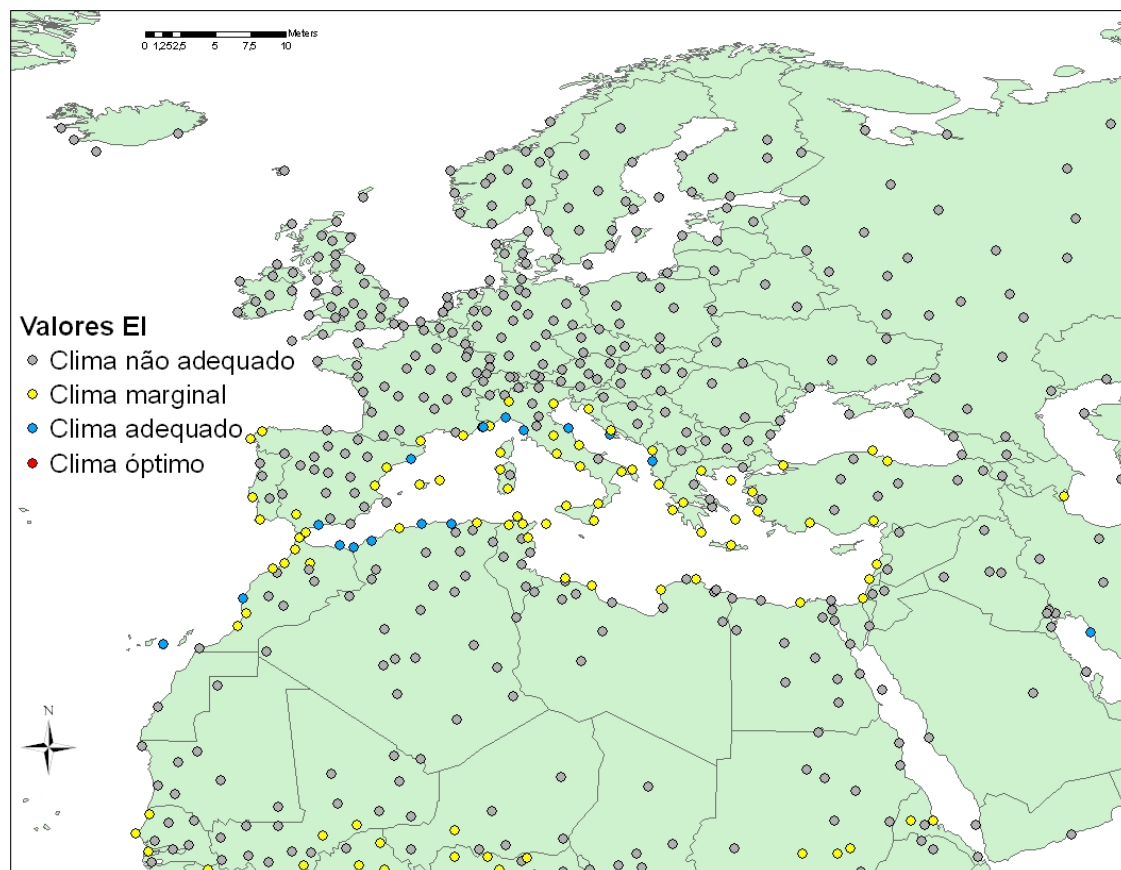 Meters
0 1,252,5 5 7,5 10
Valores EI
Clima não adequado
Clima marginal
Clima adequado
Clima óptimo
N